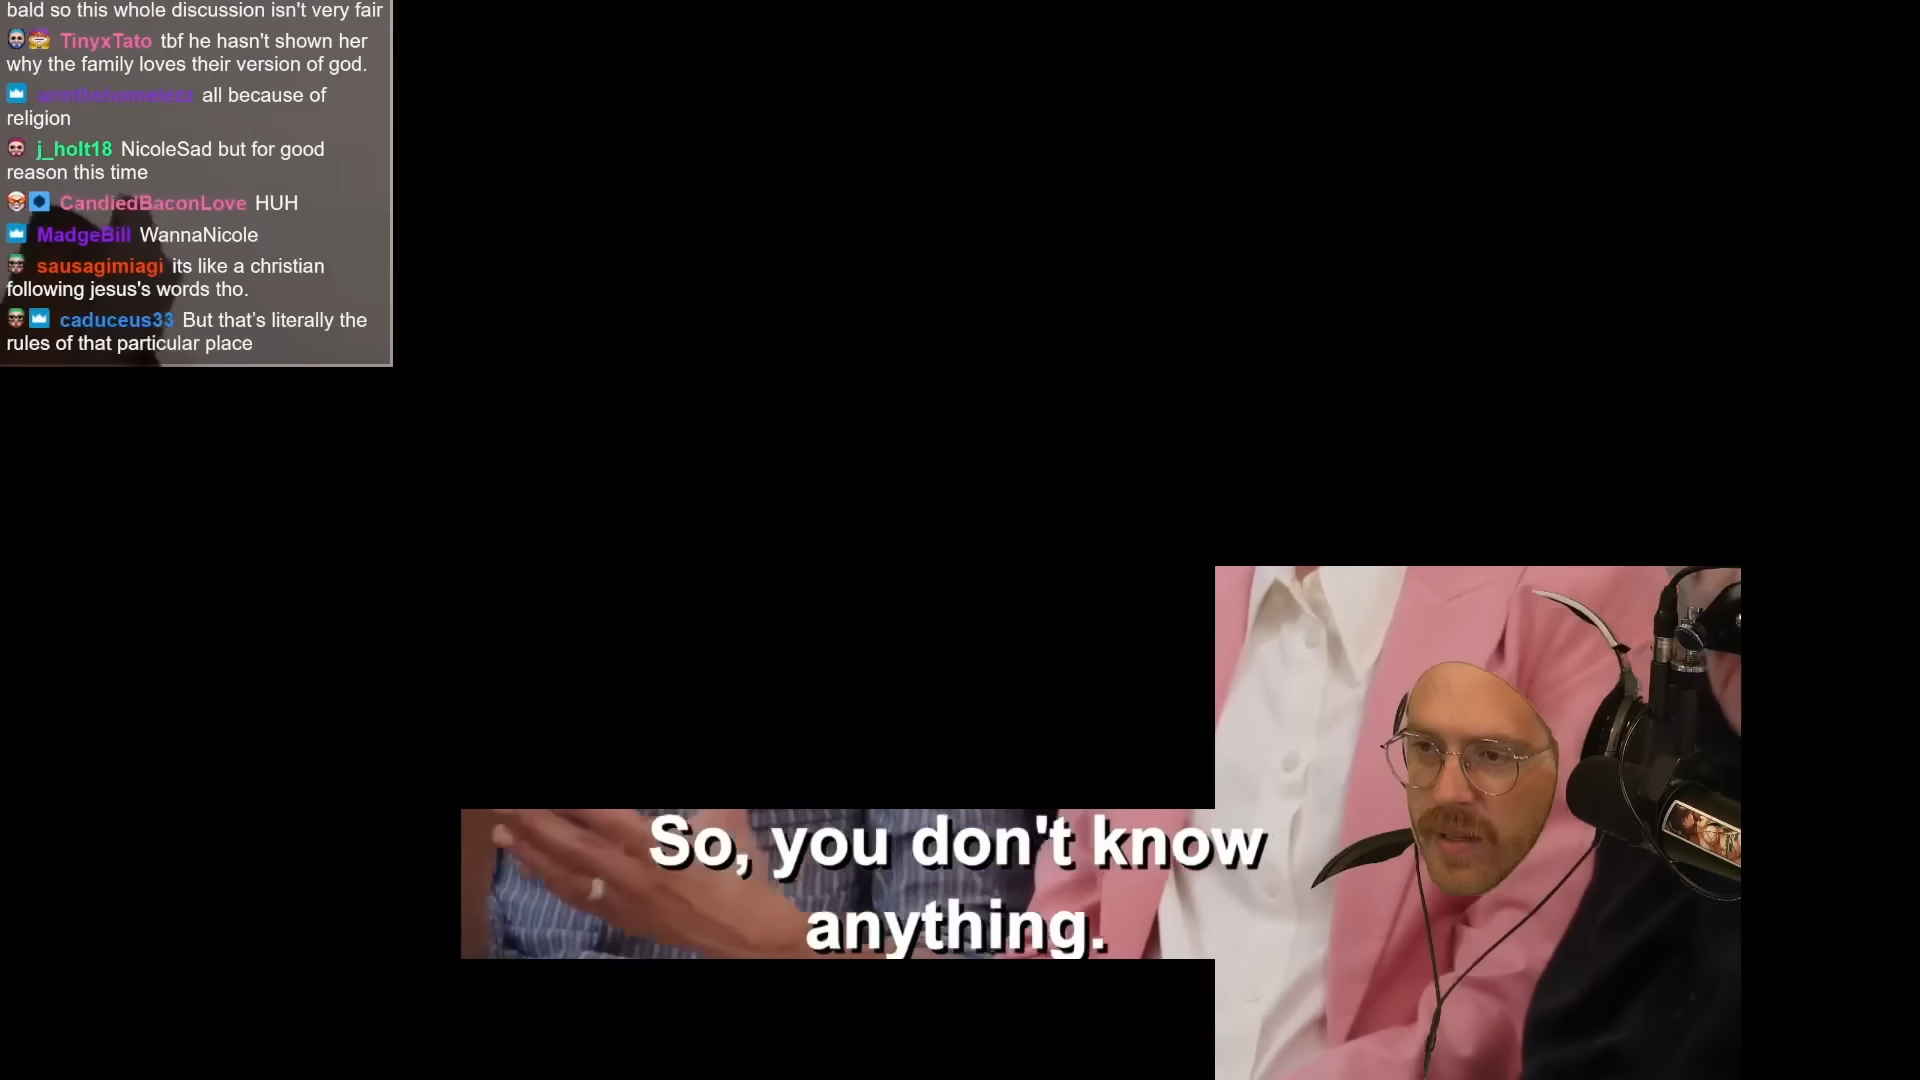 bald so this whole discussion isn't very fair
TinyxTato tbf he hasn't shown her
why the family loves their version of god.
armthehomelezz all because of
religion
j_holt18 NicoleSad but for good
reason this time
CandiedBaconLove HUH
MadgeBill WannaNicole
sausagimiagi its like a christian
following jesus's words tho.
caduceus33 But that’s literally the
rules of that particular place
So, you don't know
anything.